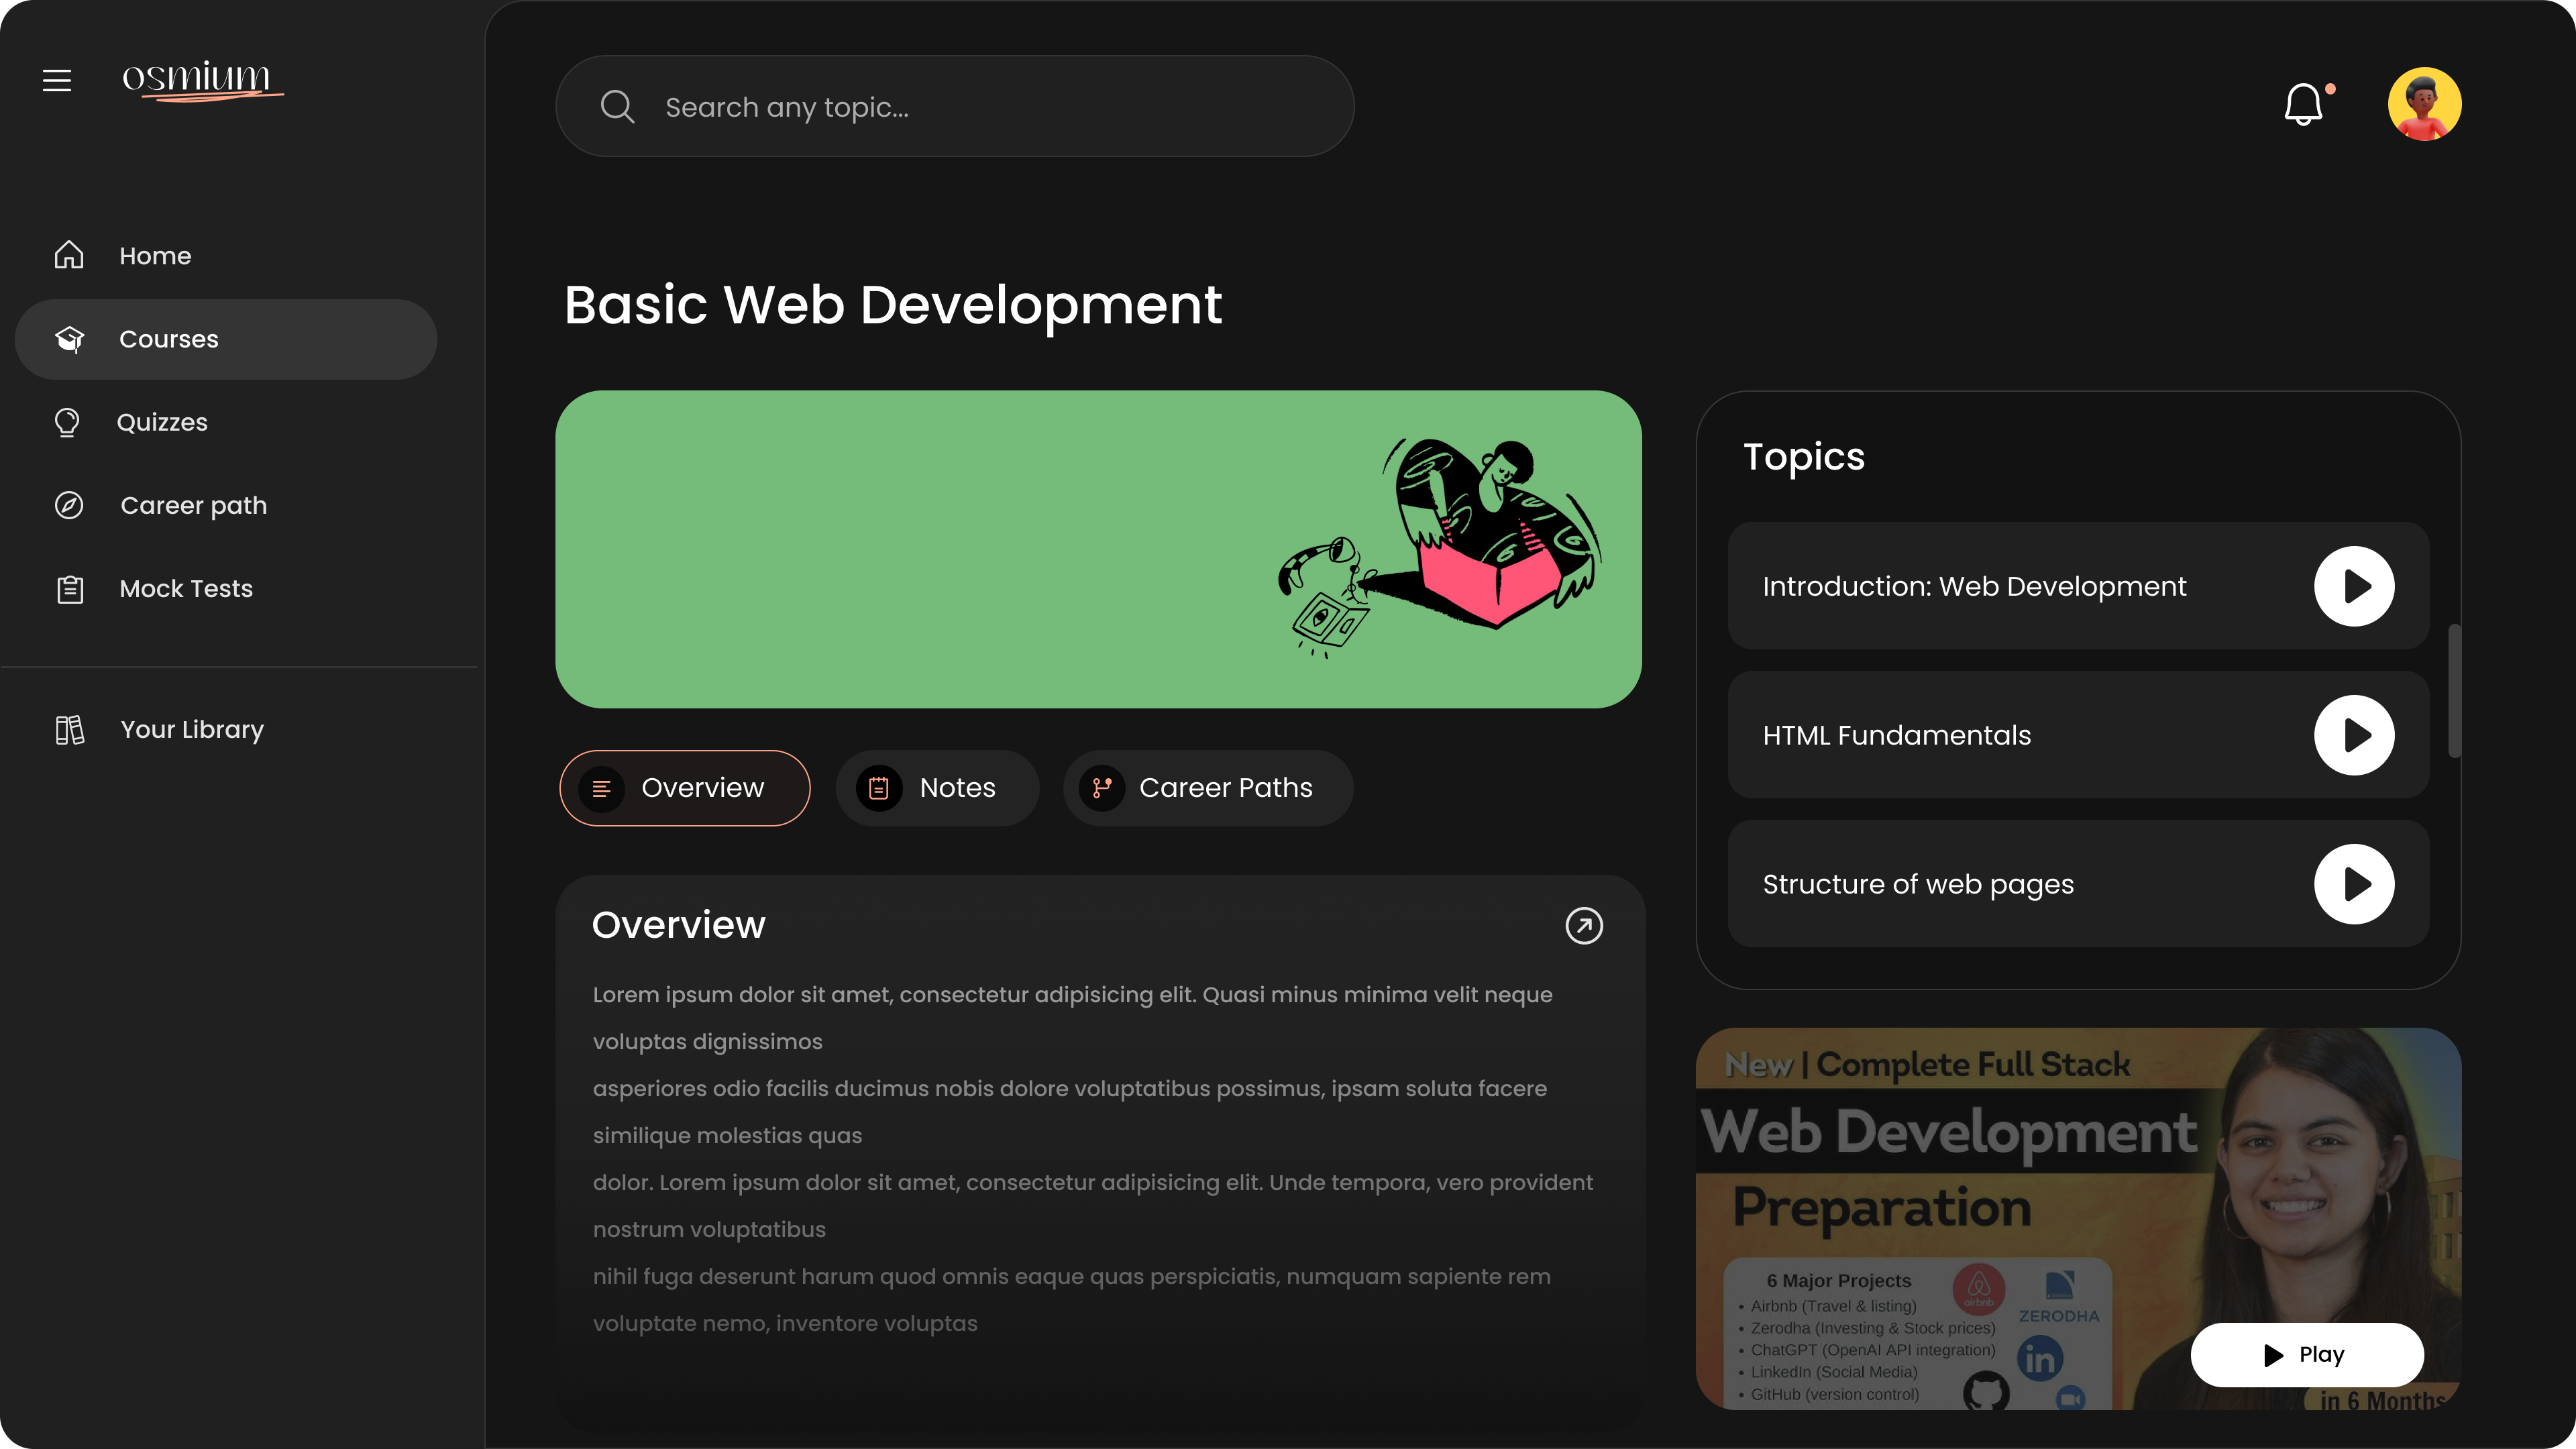 osmium
Search any topic...
Home
Courses
Quizzes
Career path
Mock Tests
Your Library
Basic Web Development
Overview
Notes
Career Paths
Overview
Lorem ipsum dolor sit amet, consectetur adipisicing elit. Quasi minus minima velit neque
voluptas dignissimos
asperiores odio facilis ducimus nobis dolore voluptatibus possimus, ipsam soluta facere
similique molestias quas
dolor. Lorem ipsum dolor sit amet, consectetur adipisicing elit. Unde tempora, vero provident
nostrum voluptatibus
nihil fuga deserunt harum quod omnis eaque quas perspiciatis, numquam sapiente rem
voluptate nemo, inventore voluptas
Topics
Introduction: Web Development
HTML Fundamentals
Structure of web pages
New | Complete Full Stack
Web Development
Preparation
6 Major Projects
• Airbnb (Travel & listing)
• Zerodha (Investing & Stock prices)
• ChatGPT (OpenAI API integration)
• LinkedIn (Social Media)
• GitHub (version control)
airbnb
ZERODHA
in
Play
in 6 Months